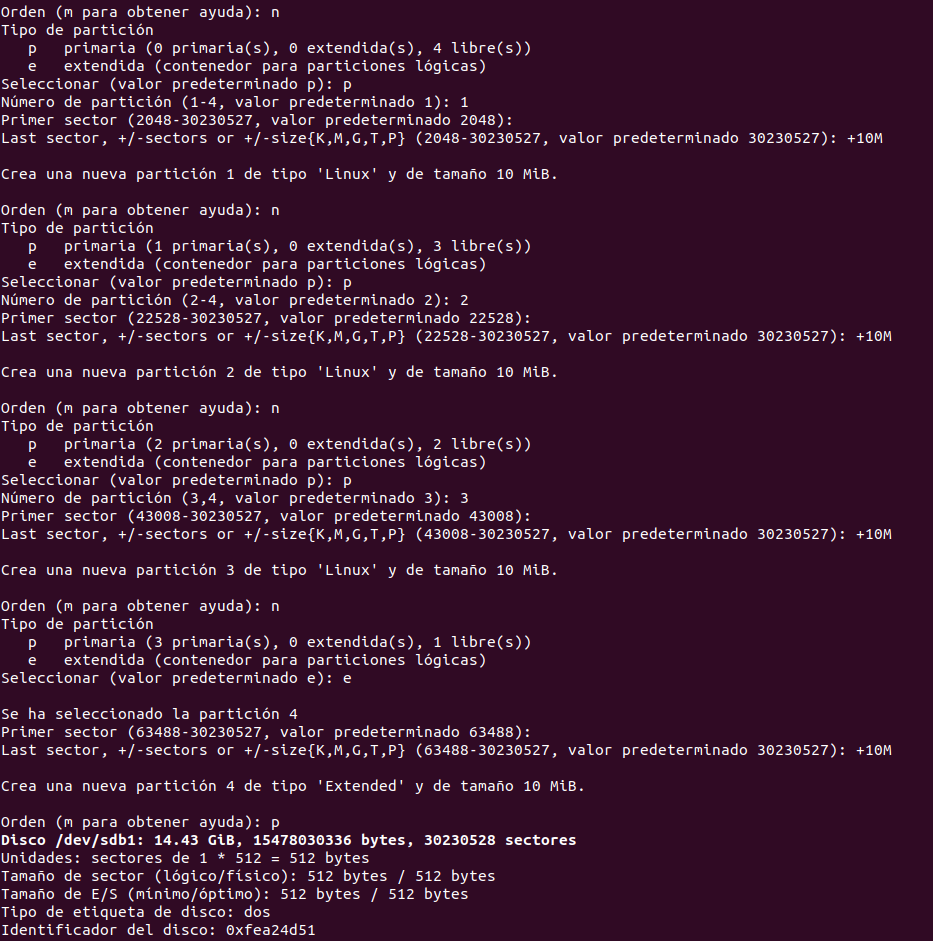 Orden (m para obtener ayuda): n
Tipo de partición
   p   primaria (0 primaria(s), 0 extendida(s), 4 libre(s))
   e   extendida (contenedor para particiones lógicas)
Seleccionar (valor predeterminado p): p
Número de partición (1-4, valor predeterminado 1): 1
Primer sector (2048-30230527, valor predeterminado 2048):
Last sector, +/-sectors or +/-size{K,M,G,T,P} (2048-30230527, valor predeterminado 30230527): +10M

Crea una nueva partición 1 de tipo 'Linux' y de tamaño 10 MiB.

Orden (m para obtener ayuda): n
Tipo de partición
   p   primaria (1 primaria(s), 0 extendida(s), 3 libre(s))
   e   extendida (contenedor para particiones lógicas)
Seleccionar (valor predeterminado p): p
Número de partición (2-4, valor predeterminado 2): 2
Primer sector (22528-30230527, valor predeterminado 22528):
Last sector, +/-sectors or +/-size{K,M,G,T,P} (22528-30230527, valor predeterminado 30230527): +10M

Crea una nueva partición 2 de tipo 'Linux' y de tamaño 10 MiB.

Orden (m para obtener ayuda): n
Tipo de partición
   p   primaria (2 primaria(s), 0 extendida(s), 2 libre(s))
   e   extendida (contenedor para particiones lógicas)
Seleccionar (valor predeterminado p): p
Número de partición (3,4, valor predeterminado 3): 3
Primer sector (43008-30230527, valor predeterminado 43008):
Last sector, +/-sectors or +/-size{K,M,G,T,P} (43008-30230527, valor predeterminado 30230527): +10M

Crea una nueva partición 3 de tipo 'Linux' y de tamaño 10 MiB.

Orden (m para obtener ayuda): n
Tipo de partición
   p   primaria (3 primaria(s), 0 extendida(s), 1 libre(s))
   e   extendida (contenedor para particiones lógicas)
Seleccionar (valor predeterminado e): e

Se ha seleccionado la partición 4
Primer sector (63488-30230527, valor predeterminado 63488):
Last sector, +/-sectors or +/-size{K,M,G,T,P} (63488-30230527, valor predeterminado 30230527): +10M

Crea una nueva partición 4 de tipo 'Extended' y de tamaño 10 MiB.

Orden (m para obtener ayuda): p
Disco /dev/sdb1: 14.43 GiB, 15478030336 bytes, 30230528 sectores
Unidades: sectores de 1 * 512 = 512 bytes
Tamaño de sector (lógico/físico): 512 bytes / 512 bytes
Tamaño de E/S (mínimo/óptimo): 512 bytes / 512 bytes
Tipo de etiqueta de disco: dos
Identificador del disco: 0xfea24d51